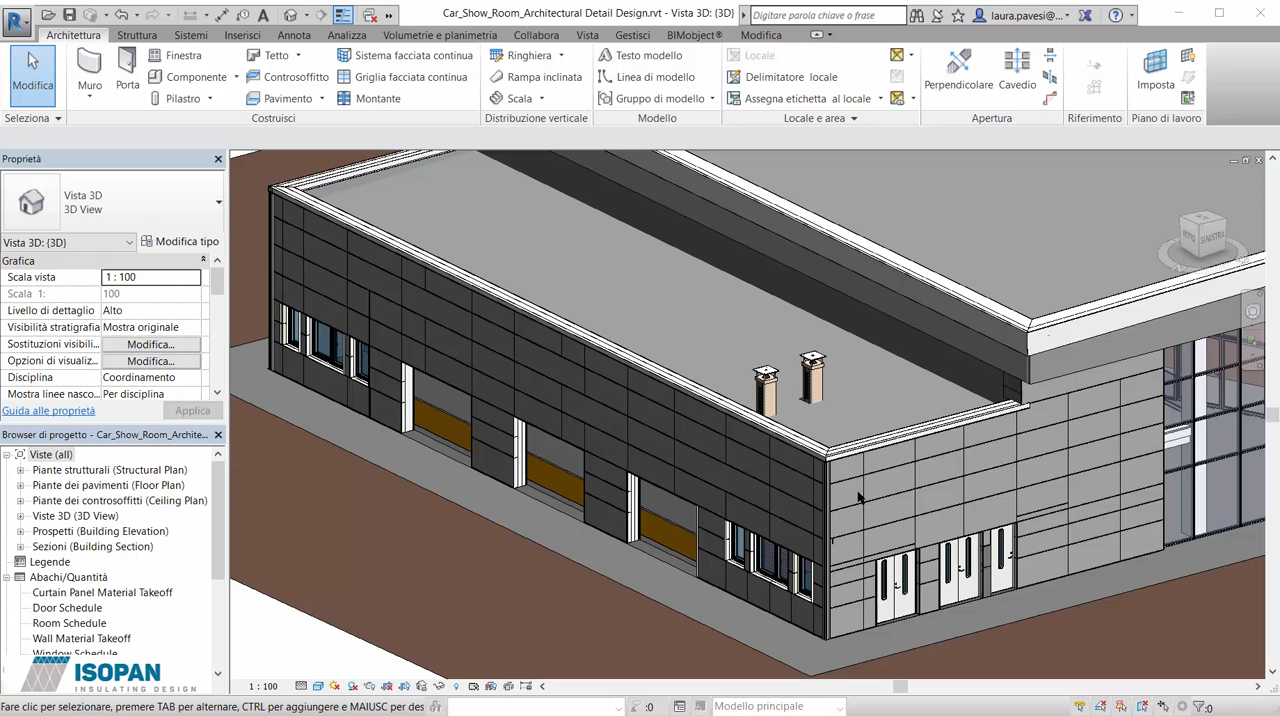 Car_Show_Room_Architectural Detail Design.rvt - Vista 3D: {3D}
Digitare parola chiave o frase
laura.pavesi@...
Architettura Struttura Sistemi Inserisci Annota Analizza Volumetrie e planimetria Collabora Vista Gestisci BIMobject® Modifica
Modifica
Muro
Porta
Finestra
Componente
Pilastro
Tetto
Controsoffitto
Pavimento
Sistema facciata continua
Griglia facciata continua
Montante
Ringhiera
Rampa inclinata
Scala
Testo modello
Linea di modello
Gruppo di modello
Locale
Delimitatore locale
Assegna etichetta al locale
Perpendicolare
Cavedio
Imposta
Seleziona Costruisci Distribuzione verticale Modello Locale e area Apertura Riferimento Piano di lavoro
Proprietà
Vista 3D
3D View
Vista 3D: {3D}
Modifica tipo
Grafica
Scala vista 1 : 100
Scala 1: 100
Livello di dettaglio Alto
Visibilità stratigrafia Mostra originale
Sostituzioni visibili... Modifica...
Opzioni di visualiz... Modifica...
Disciplina Coordinamento
Mostra linee nasco... Per disciplina
Guida alle proprietà Applica
Browser di progetto - Car_Show_Room_Archite...
Viste (all)
Piante strutturali (Structural Plan)
Piante dei pavimenti (Floor Plan)
Piante dei controsoffitti (Ceiling Plan)
Viste 3D (3D View)
Prospetti (Building Elevation)
Sezioni (Building Section)
Legende
Abachi/Quantità
Curtain Panel Material Takeoff
Door Schedule
Room Schedule
Wall Material Takeoff
Window Schedule
ISOPAN
INSULATING DESIGN
SINISTRA
1 : 100
Fare clic per selezionare, premere TAB per alternare, CTRL per aggiungere e MAIUSC per des
:0
Modello principale
:0